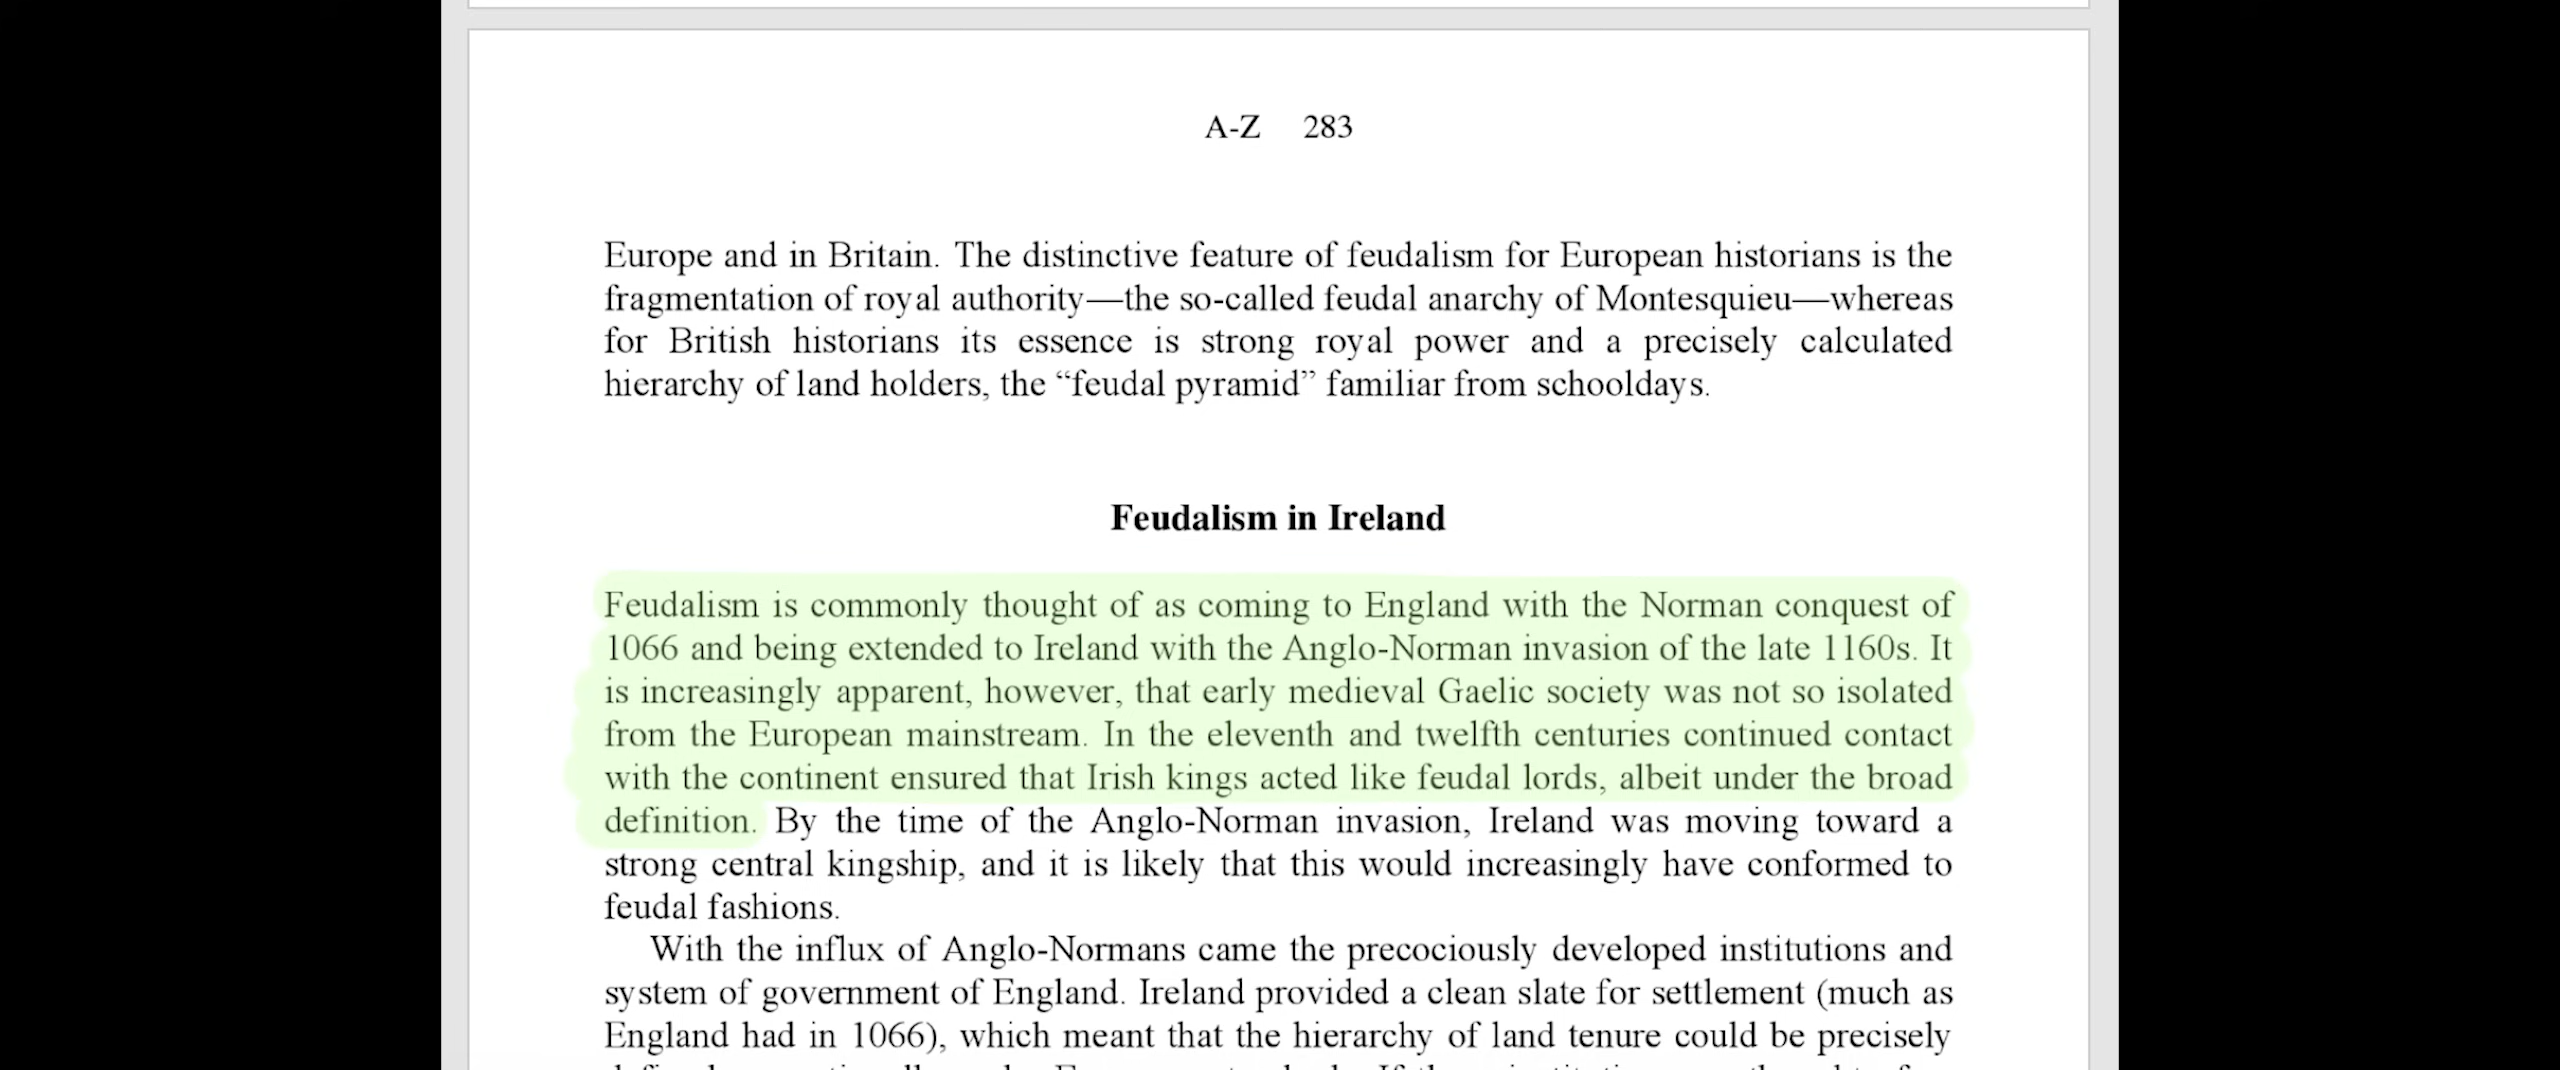 A-Z 283
Europe and in Britain. The distinctive feature of feudalism for European historians is the
fragmentation of royal authority—the so-called feudal anarchy of Montesquieu—whereas
for British historians its essence is strong royal power and a precisely calculated
hierarchy of land holders, the “feudal pyramid” familiar from schooldays.
Feudalism in Ireland
Feudalism is commonly thought of as coming to England with the Norman conquest of
1066 and being extended to Ireland with the Anglo-Norman invasion of the late 1160s. It
is increasingly apparent, however, that early medieval Gaelic society was not so isolated
from the European mainstream. In the eleventh and twelfth centuries continued contact
with the continent ensured that Irish kings acted like feudal lords, albeit under the broad
definition. By the time of the Anglo-Norman invasion, Ireland was moving toward a
strong central kingship, and it is likely that this would increasingly have conformed to
feudal fashions.
With the influx of Anglo-Normans came the precociously developed institutions and
system of government of England. Ireland provided a clean slate for settlement (much as
England had in 1066), which meant that the hierarchy of land tenure could be precisely